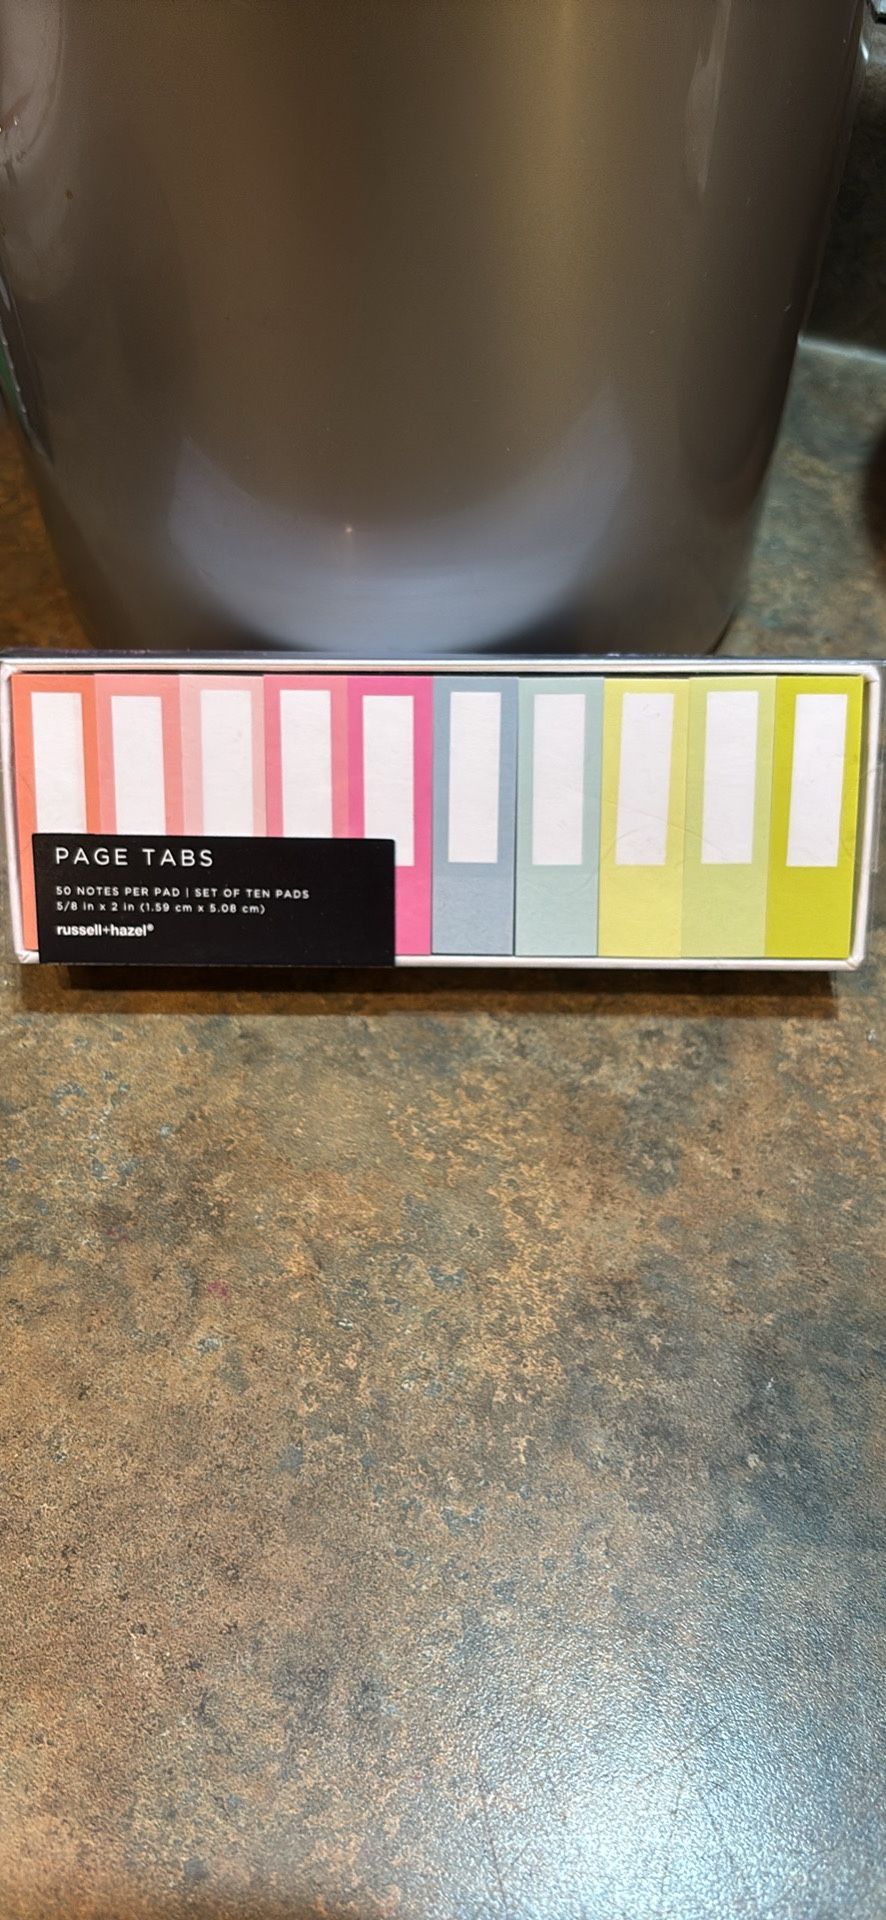 PAGE TABS
50 NOTES PER PAD | SET OF TEN PADS
5/8 in x 2 in (1.59 cm x 5.08 cm)
russell+hazel®